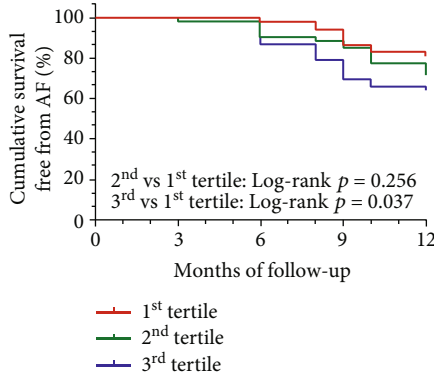 Cumulative survival
free from AF (%)
100
80
60
40
20
0
2nd vs 1st tertile: Log-rank p = 0.256
3rd vs 1st tertile: Log-rank p = 0.037
0 3 6 9 12
Months of follow-up
1st tertile
2nd tertile
3rd tertile